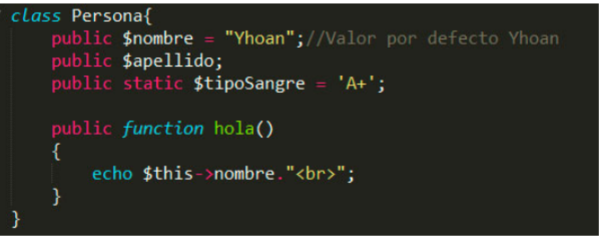 class Persona{
public $nombre = "Yhoan";//Valor por defecto Yhoan
public $apellido;
public static $tipoSangre = 'A+';
public function hola()
{
echo $this->nombre."<br>";
}
}